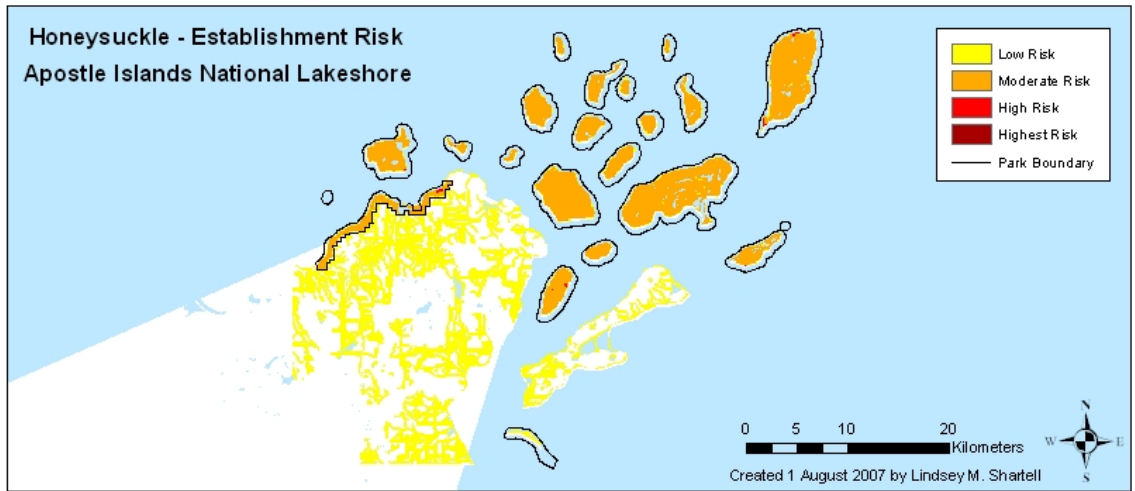 Honeysuckle - Establishment Risk
Apostle Islands National Lakeshore
Low Risk
Moderate Risk
High Risk
Highest Risk
Park Boundary
0 5 10 20
Kilometers
N
W E
S
Created 1 August 2007 by Lindsey M. Shartell